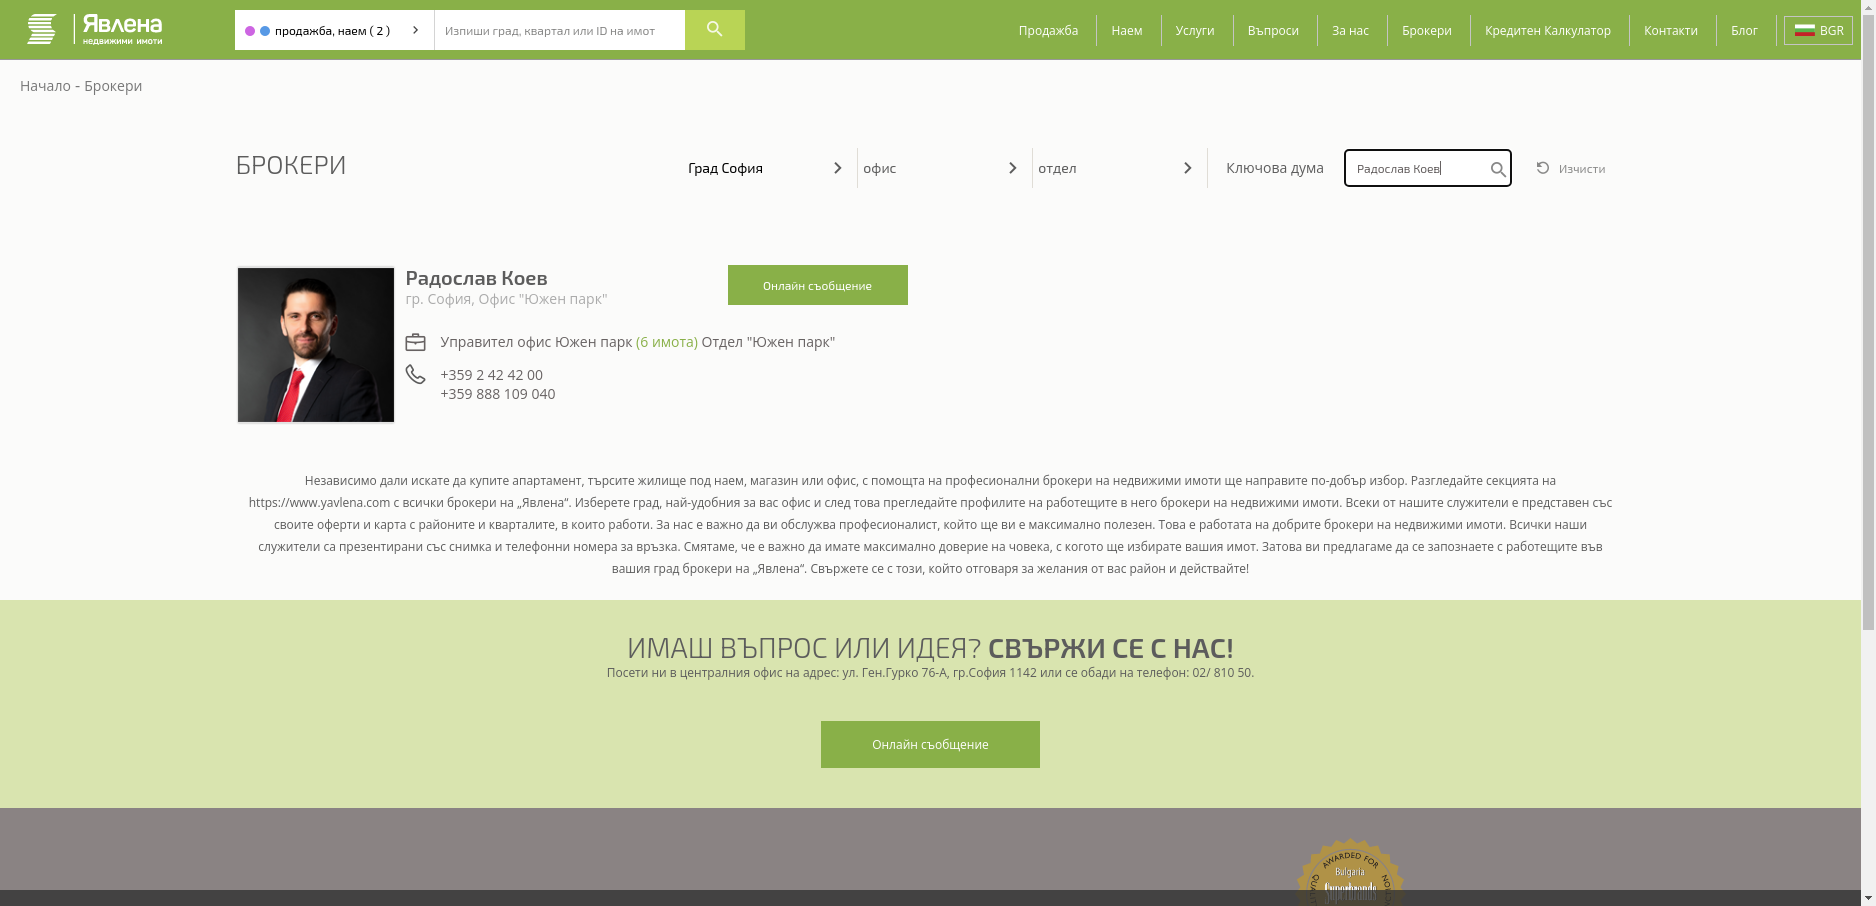 Явлена
недвижими имоти
продажба, наем ( 2 )
Изпиши град, квартал или ID на имот
Продажба
Наем
Услуги
Въпроси
За нас
Брокери
Кредитен Калкулатор
Контакти
Блог
BGR
Начало - Брокери
БРОКЕРИ
Град София
офис
отдел
Ключова дума
Радослав Коев
Изчисти
Радослав Коев
гр. София, Офис "Южен парк"
Онлайн съобщение
Управител офис Южен парк (6 имота) Отдел "Южен парк"
+359 2 42 42 00
+359 888 109 040
Независимо дали искате да купите апартамент, търсите жилище под наем, магазин или офис, с помощта на професионални брокери на недвижими имоти ще направите по-добър избор. Разгледайте секцията на
https://www.yavlena.com с всички брокери на „Явлена“. Изберете град, най-удобния за вас офис и след това прегледайте профилите на работещите в него брокери на недвижими имоти. Всеки от нашите служители е представен със
своите оферти и карта с районите и кварталите, в които работи. За нас е важно да ви обслужва професионалист, който ще ви е максимално полезен. Това е работата на добрите брокери на недвижими имоти. Всички наши
служители са презентирани със снимка и телефонни номера за връзка. Смятаме, че е важно да имате максимално доверие на човека, с когото ще избирате вашия имот. Затова ви предлагаме да се запознаете с работещите във
вашия град брокери на „Явлена“. Свържете се с този, който отговаря за желания от вас район и действайте!
ИМАШ ВЪПРОС ИЛИ ИДЕЯ? СВЪРЖИ СЕ С НАС!
Посети ни в централния офис на адрес: ул. Ген.Гурко 76-А, гр.София 1142 или се обади на телефон: 02/ 810 50.
Онлайн съобщение
AWARDED FOR
Bulgaria